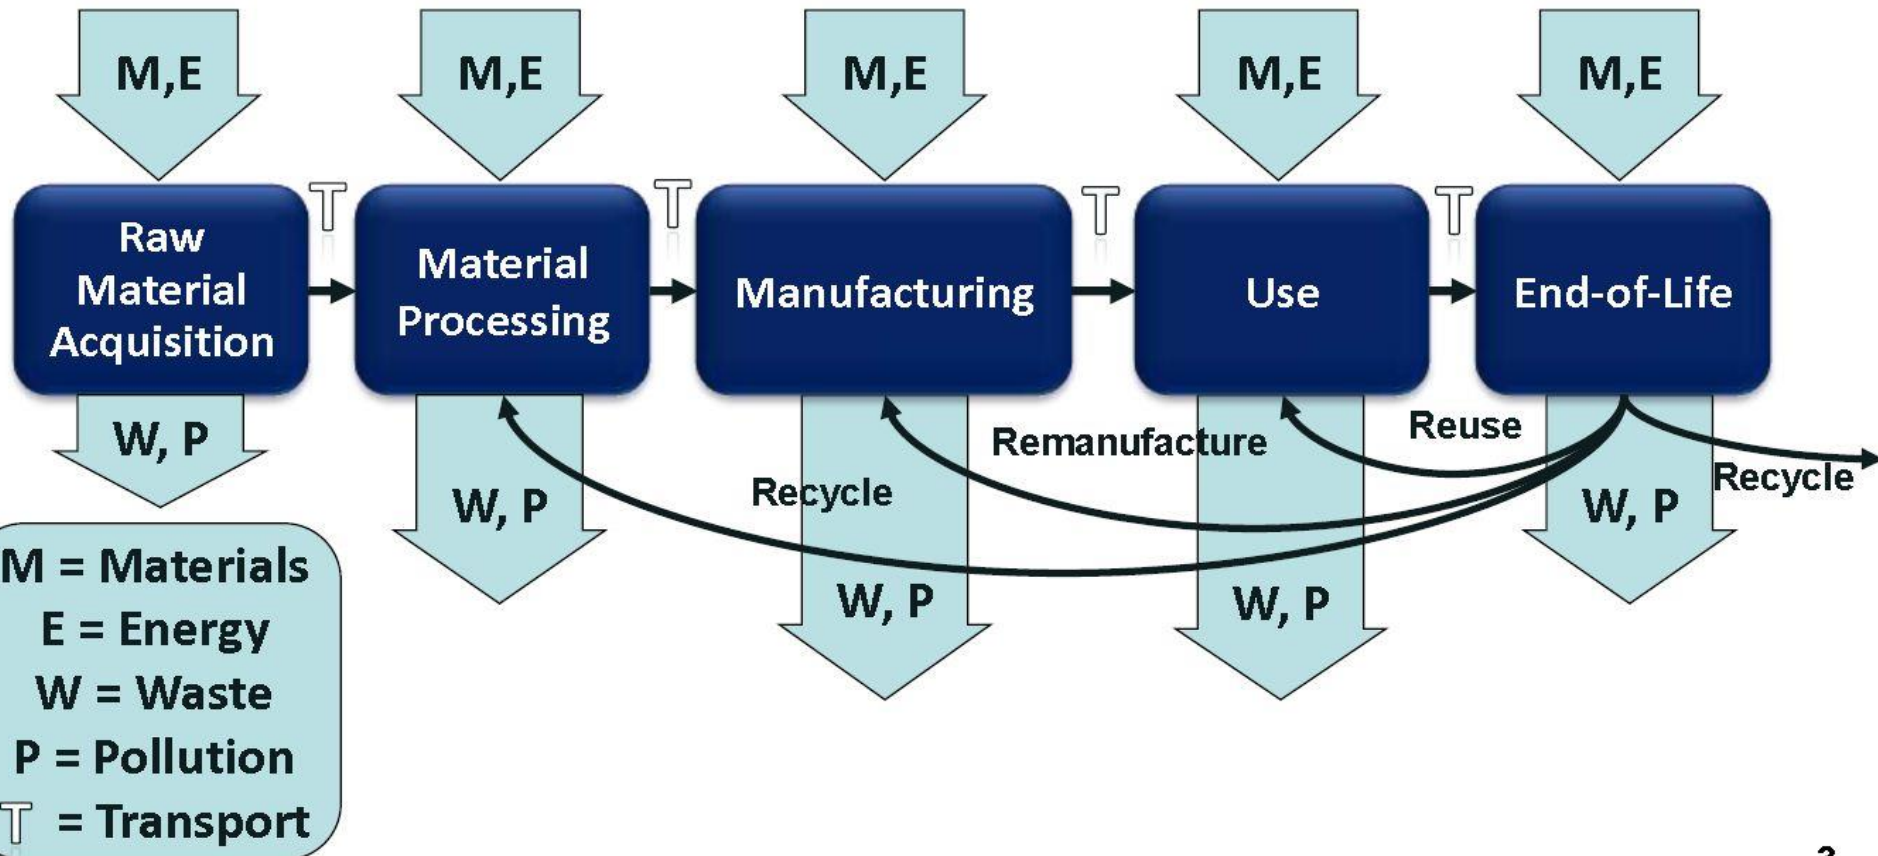 M,E
M,E
M,E
M,E
M,E
T
T
T
T
Raw
Material
Acquisition
Material
Processing
Manufacturing
Use
End-of-Life
W, P
W, P
W, P
W, P
W, P
Recycle
Remanufacture
Reuse
Recycle
M = Materials
E = Energy
W = Waste
P = Pollution
T = Transport